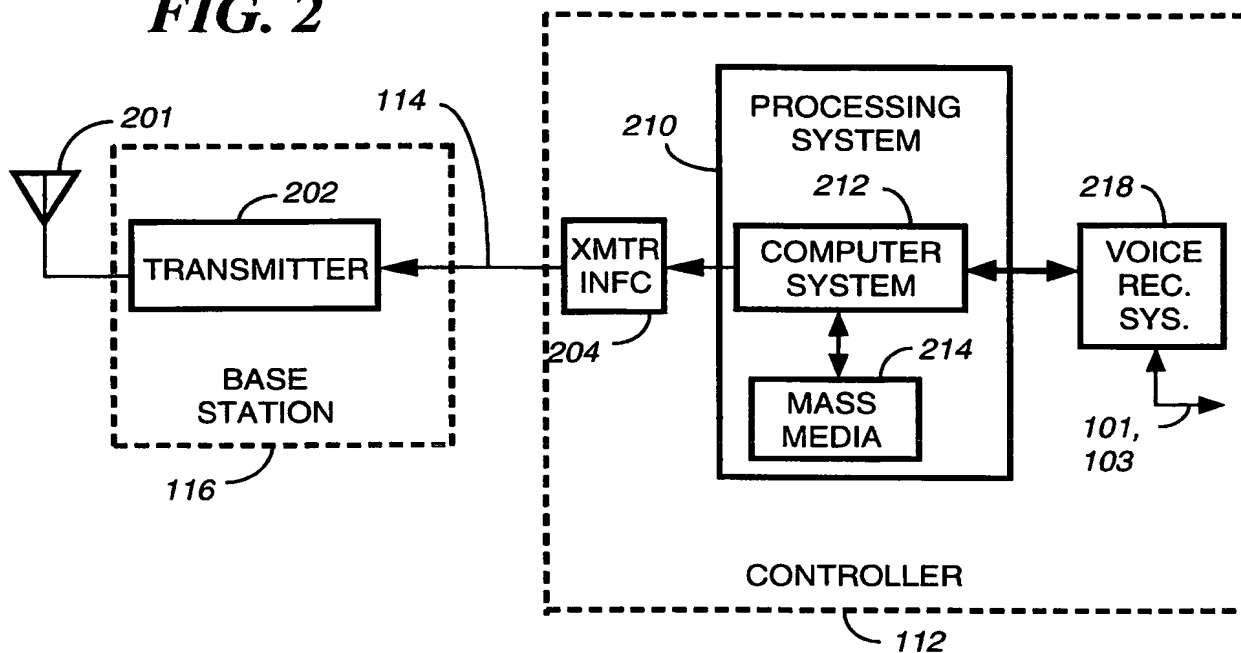 FIG. 2
114
201
202
TRANSMITTER
BASE
STATION
116
XMTR
INFC
204
210
PROCESSING
SYSTEM
212
COMPUTER
SYSTEM
214
MASS
MEDIA
218
VOICE
REC.
SYS.
101,
103
CONTROLLER
112